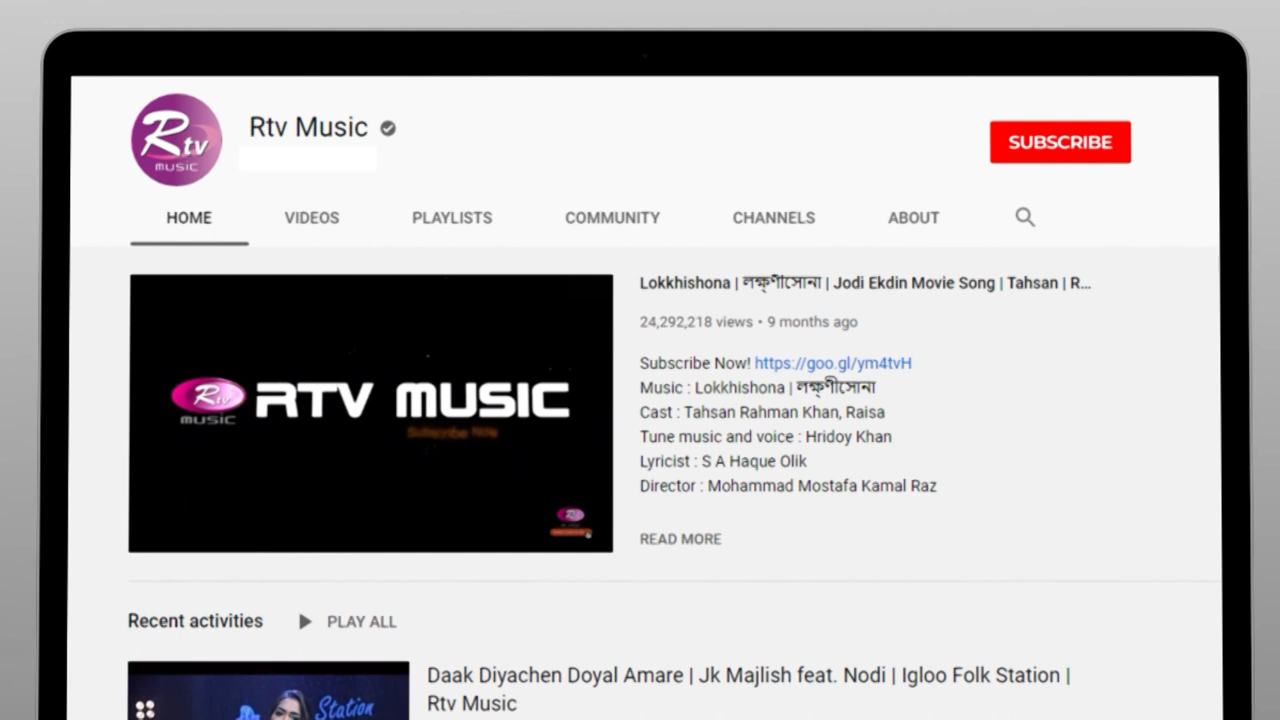 Rtv
MUSIC
Rtv Music
SUBSCRIBE
HOME VIDEOS PLAYLISTS COMMUNITY CHANNELS ABOUT
Rtv
MUSIC
RTV MUSIC
Subscribe Now
Rtv
Lokkhishona | লক্ষ্ণীসোনা | Jodi Ekdin Movie Song | Tahsan | R...
24,292,218 views • 9 months ago
Subscribe Now! https://goo.gl/ym4tvH
Music : Lokkhishona | লক্ষ্ণীসোনা
Cast : Tahsan Rahman Khan, Raisa
Tune music and voice : Hridoy Khan
Lyricist : S A Haque Olik
Director : Mohammad Mostafa Kamal Raz
READ MORE
Recent activities PLAY ALL
Station
Daak Diyachen Doyal Amare | Jk Majlish feat. Nodi | Igloo Folk Station |
Rtv Music